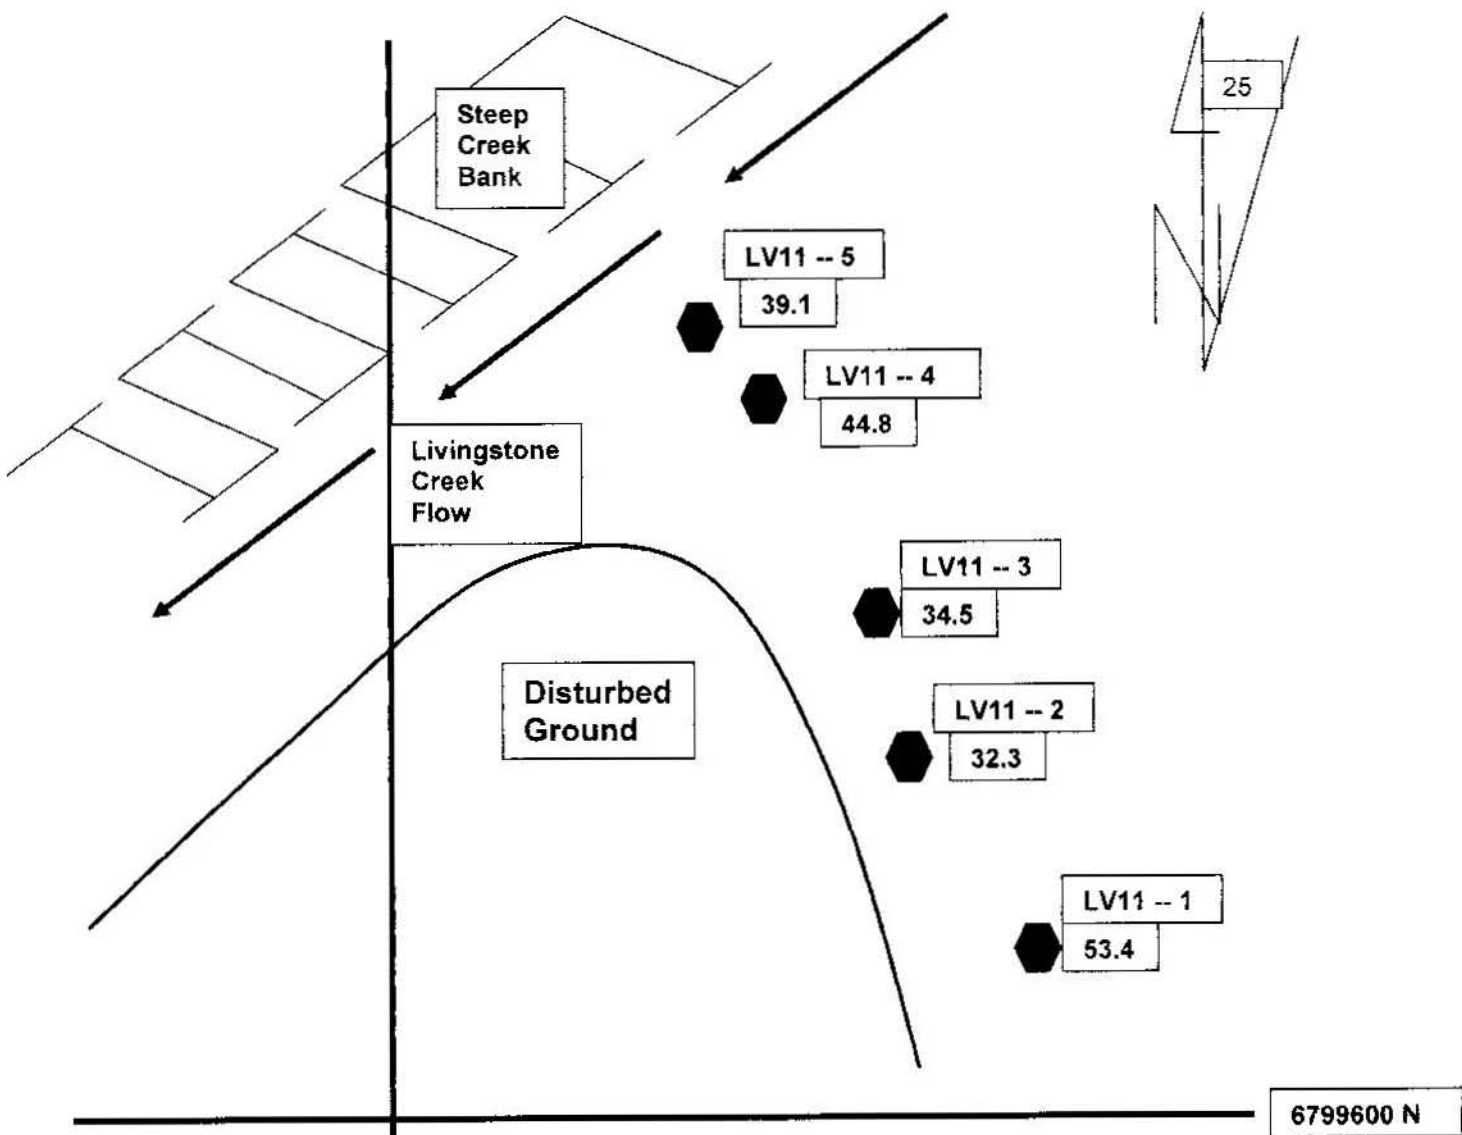 25
Steep
Creek
Bank
LV11 -- 5
39.1
LV11 -- 4
44.8
Livingstone
Creek
Flow
LV11 -- 3
34.5
Disturbed
Ground
LV11 -- 2
32.3
LV11 -- 1
53.4
6799600 N